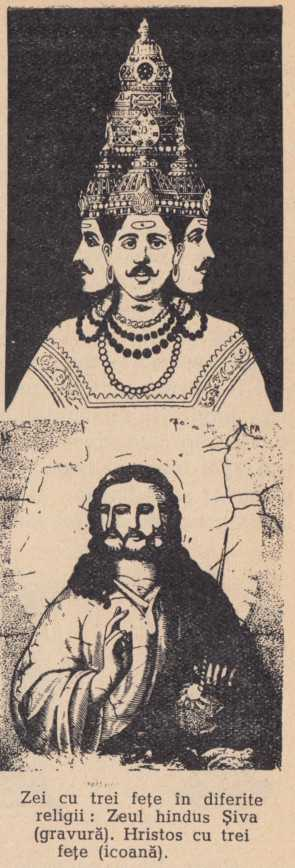 Zei cu trei fețe în diferite
religii : Zeul hindus Șiva
(gravură). Hristos cu trei
fețe (icoană).